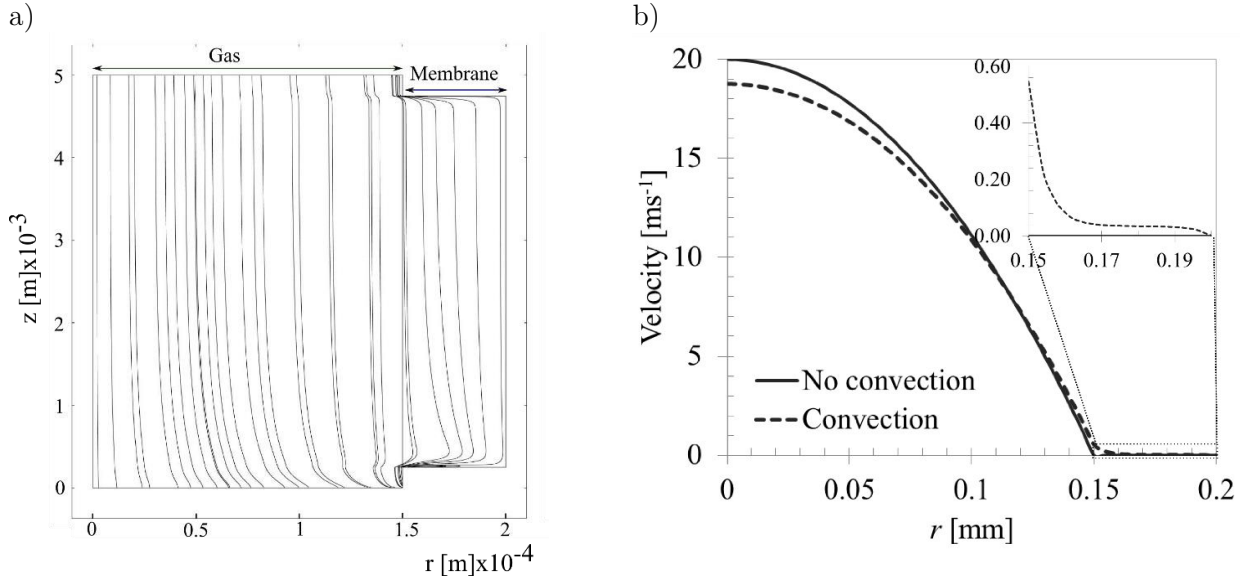 a)
Gas
Membrane
5
4
3
2
1
0
z [m]x10⁻³
0
0.5
1
1.5
2
r [m]x10⁻⁴
b)
20
15
10
5
0
Velocity [ms⁻¹]
0.60
0.40
0.20
0.00
0.15
0.17
0.19
No convection
Convection
0
0.05
0.1
0.15
0.2
r [mm]